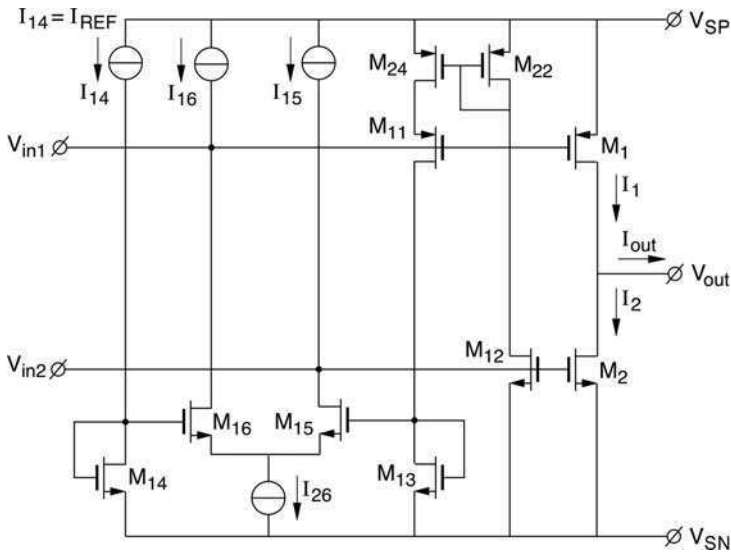 I14 = IREF
VSP
M24
M22
I14
I16
I15
M11
Vin1
M1
I1
Iout
Vout
I2
Vin2
M12
M2
M16
M15
M14
I26
M13
VSN